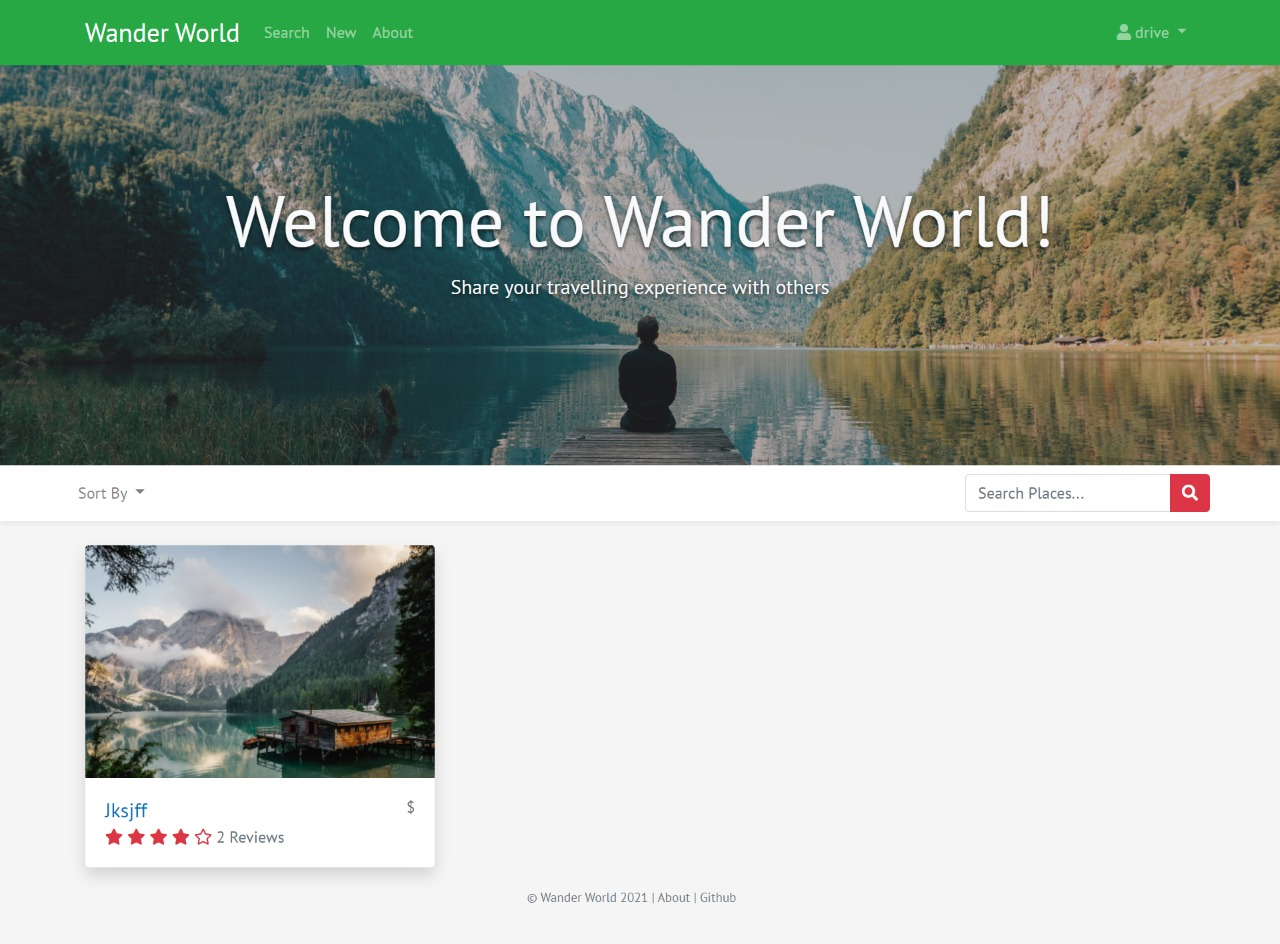 Wander World Search New About drive
Welcome to Wander World!
Share your travelling experience with others
Sort By Search Places...
Jksjff $
2 Reviews
© Wander World 2021 | About | Github